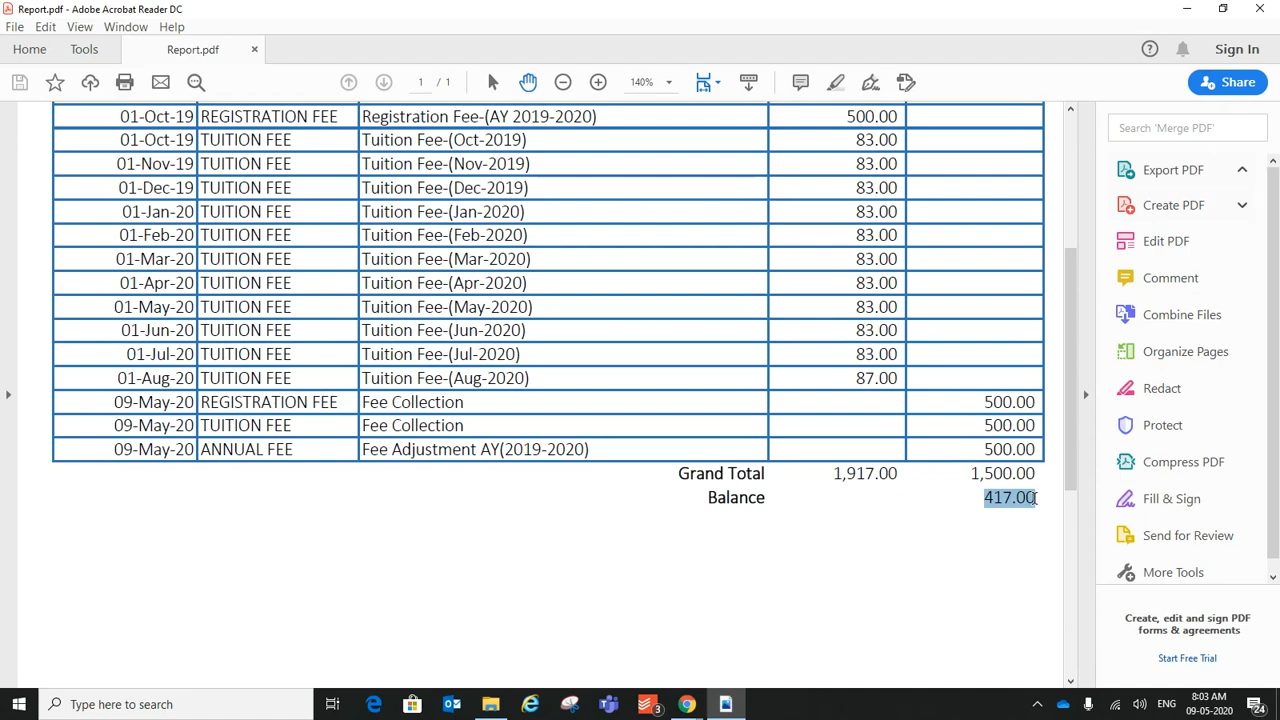 Report.pdf - Adobe Acrobat Reader DC
File Edit View Window Help
Home Tools Report.pdf × Sign In
1 / 1 140% Share
01-Oct-19 REGISTRATION FEE Registration Fee-(AY 2019-2020) 500.00
01-Oct-19 TUITION FEE Tuition Fee-(Oct-2019) 83.00
01-Nov-19 TUITION FEE Tuition Fee-(Nov-2019) 83.00
01-Dec-19 TUITION FEE Tuition Fee-(Dec-2019) 83.00
01-Jan-20 TUITION FEE Tuition Fee-(Jan-2020) 83.00
01-Feb-20 TUITION FEE Tuition Fee-(Feb-2020) 83.00
01-Mar-20 TUITION FEE Tuition Fee-(Mar-2020) 83.00
01-Apr-20 TUITION FEE Tuition Fee-(Apr-2020) 83.00
01-May-20 TUITION FEE Tuition Fee-(May-2020) 83.00
01-Jun-20 TUITION FEE Tuition Fee-(Jun-2020) 83.00
01-Jul-20 TUITION FEE Tuition Fee-(Jul-2020) 83.00
01-Aug-20 TUITION FEE Tuition Fee-(Aug-2020) 87.00
09-May-20 REGISTRATION FEE Fee Collection 500.00
09-May-20 TUITION FEE Fee Collection 500.00
09-May-20 ANNUAL FEE Fee Adjustment AY(2019-2020) 500.00
Grand Total 1,917.00 1,500.00
Balance 417.00
Search 'Merge PDF'
Export PDF
Create PDF
Edit PDF
Comment
Combine Files
Organize Pages
Redact
Protect
Compress PDF
Fill & Sign
Send for Review
More Tools
Create, edit and sign PDF
forms & agreements
Start Free Trial
Type here to search
3
ENG
8:03 AM
09-05-2020
24